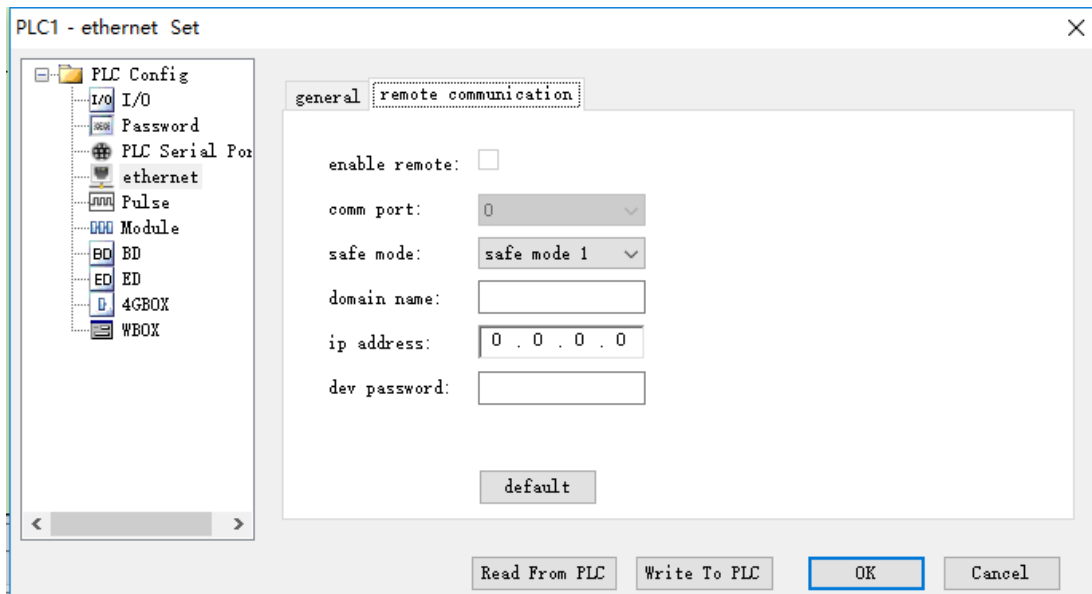 PLC1 - ethernet Set
PLC Config
I/O I/O
Password
PLC Serial Por
ethernet
Pulse
Module
BD BD
ED ED
4GBOX
WBOX
general remote communication
enable remote:
comm port: 0
safe mode: safe mode 1
domain name:
ip address: 0 . 0 . 0 . 0
dev password:
default
Read From PLC Write To PLC OK Cancel